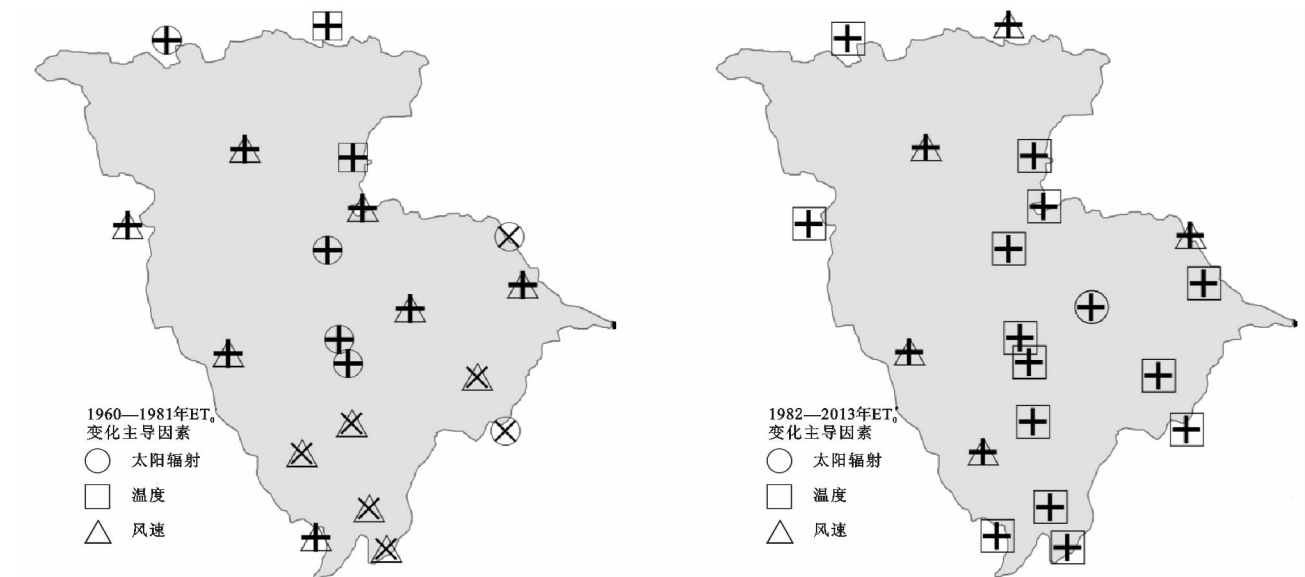 1960—1981年ET₀
变化主导因素
太阳辐射
温度
风速
1982—2013年ET₀
变化主导因素
太阳辐射
温度
风速